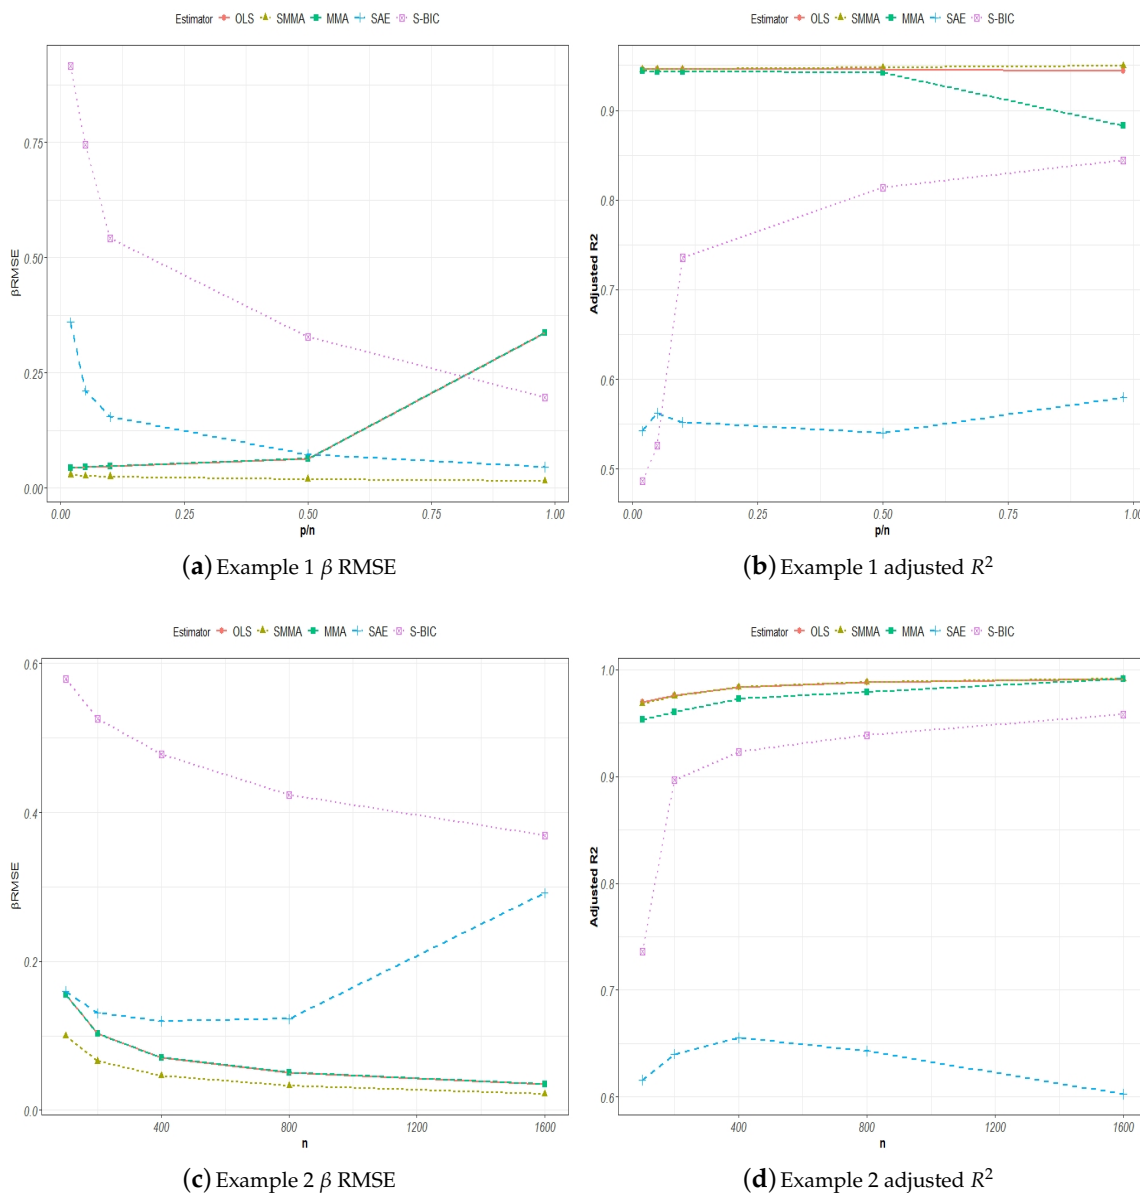 Estimator OLS SMMA MMA SAE S-BIC
0.75
0.50
0.25
0.00
βRMSE
0.00 0.25 0.50 0.75 1.00
p/n
(a) Example 1 β RMSE
Estimator OLS SMMA MMA SAE S-BIC
0.9
0.8
0.7
0.6
0.5
Adjusted R2
0.00 0.25 0.50 0.75 1.00
p/n
(b) Example 1 adjusted R²
Estimator OLS SMMA MMA SAE S-BIC
0.6
0.4
0.2
0.0
βRMSE
400 800 1200 1600
n
(c) Example 2 β RMSE
Estimator OLS SMMA MMA SAE S-BIC
1.0
0.9
0.8
0.7
0.6
Adjusted R2
400 800 1200 1600
n
(d) Example 2 adjusted R²